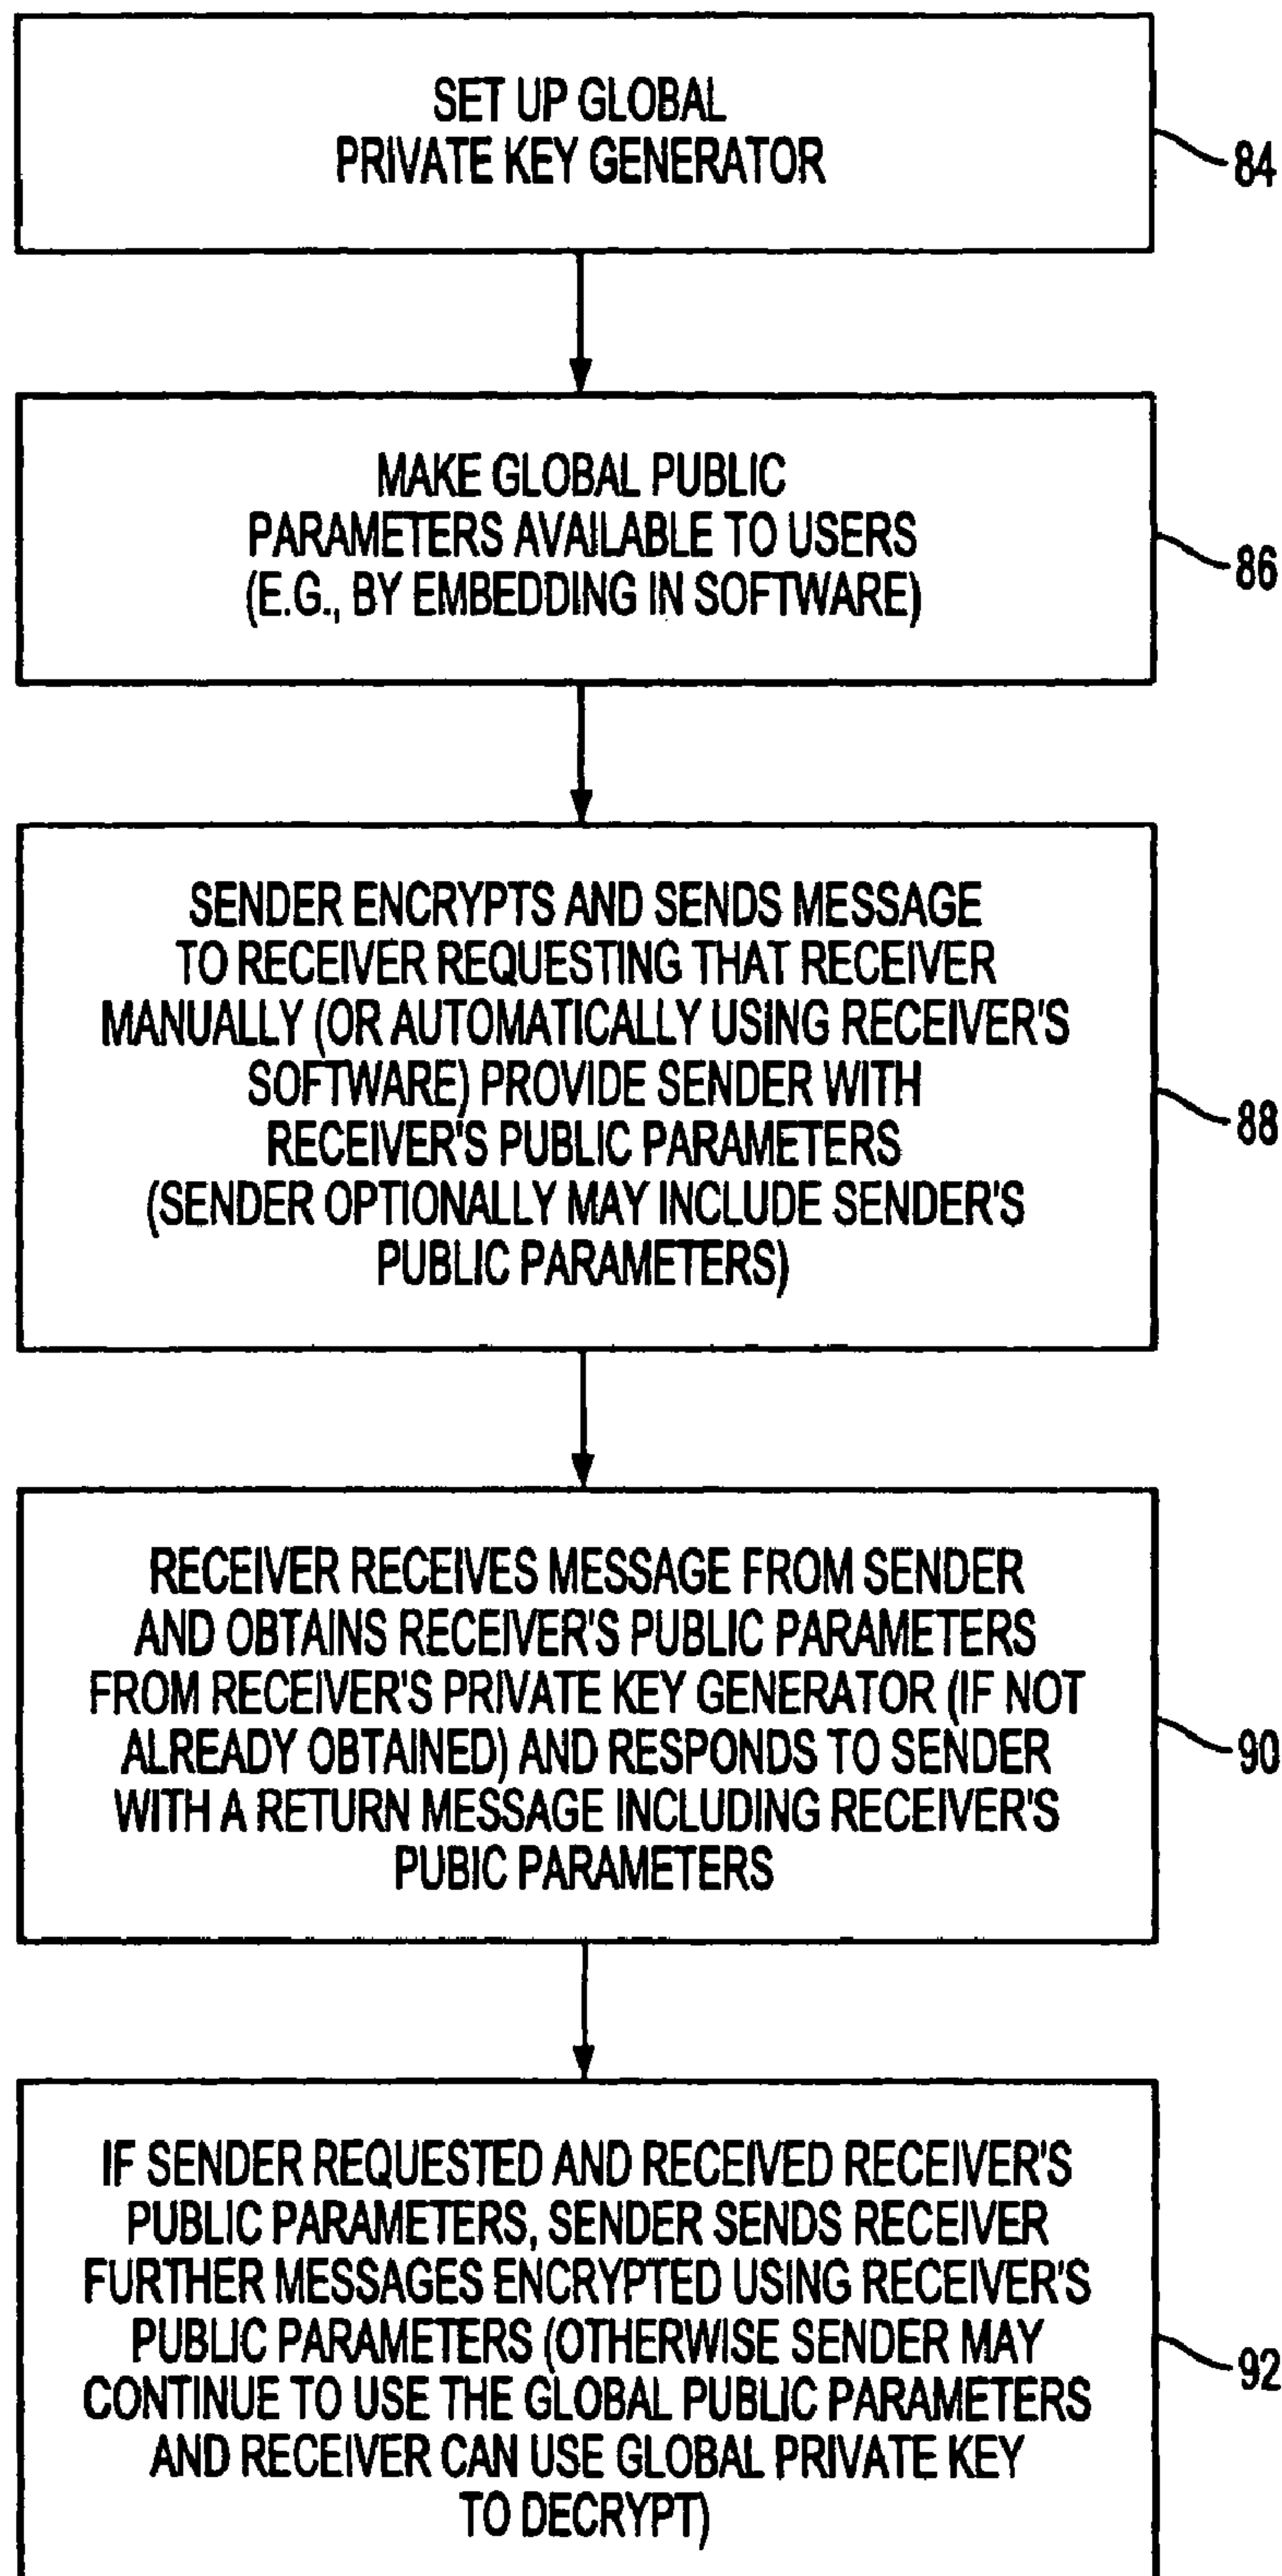 SET UP GLOBAL
PRIVATE KEY GENERATOR
84
MAKE GLOBAL PUBLIC
PARAMETERS AVAILABLE TO USERS
(E.G., BY EMBEDDING IN SOFTWARE)
86
SENDER ENCRYPTS AND SENDS MESSAGE
TO RECEIVER REQUESTING THAT RECEIVER
MANUALLY (OR AUTOMATICALLY USING RECEIVER'S
SOFTWARE) PROVIDE SENDER WITH
RECEIVER'S PUBLIC PARAMETERS
(SENDER OPTIONALLY MAY INCLUDE SENDER'S
PUBLIC PARAMETERS)
88
RECEIVER RECEIVES MESSAGE FROM SENDER
AND OBTAINS RECEIVER'S PUBLIC PARAMETERS
FROM RECEIVER'S PRIVATE KEY GENERATOR (IF NOT
ALREADY OBTAINED) AND RESPONDS TO SENDER
WITH A RETURN MESSAGE INCLUDING RECEIVER'S
PUBIC PARAMETERS
90
IF SENDER REQUESTED AND RECEIVED RECEIVER'S
PUBLIC PARAMETERS, SENDER SENDS RECEIVER
FURTHER MESSAGES ENCRYPTED USING RECEIVER'S
PUBLIC PARAMETERS (OTHERWISE SENDER MAY
CONTINUE TO USE THE GLOBAL PUBLIC PARAMETERS
AND RECEIVER CAN USE GLOBAL PRIVATE KEY
TO DECRYPT)
92